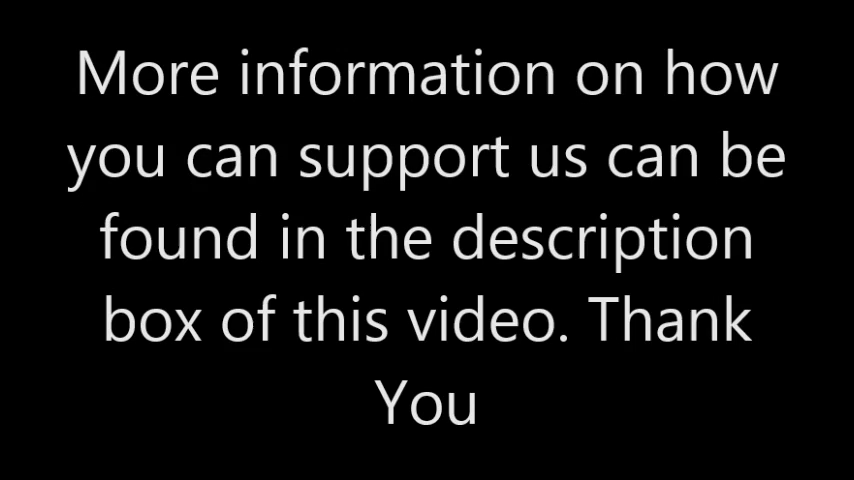 More information on how
you can support us can be
found in the description
box of this video. Thank
You